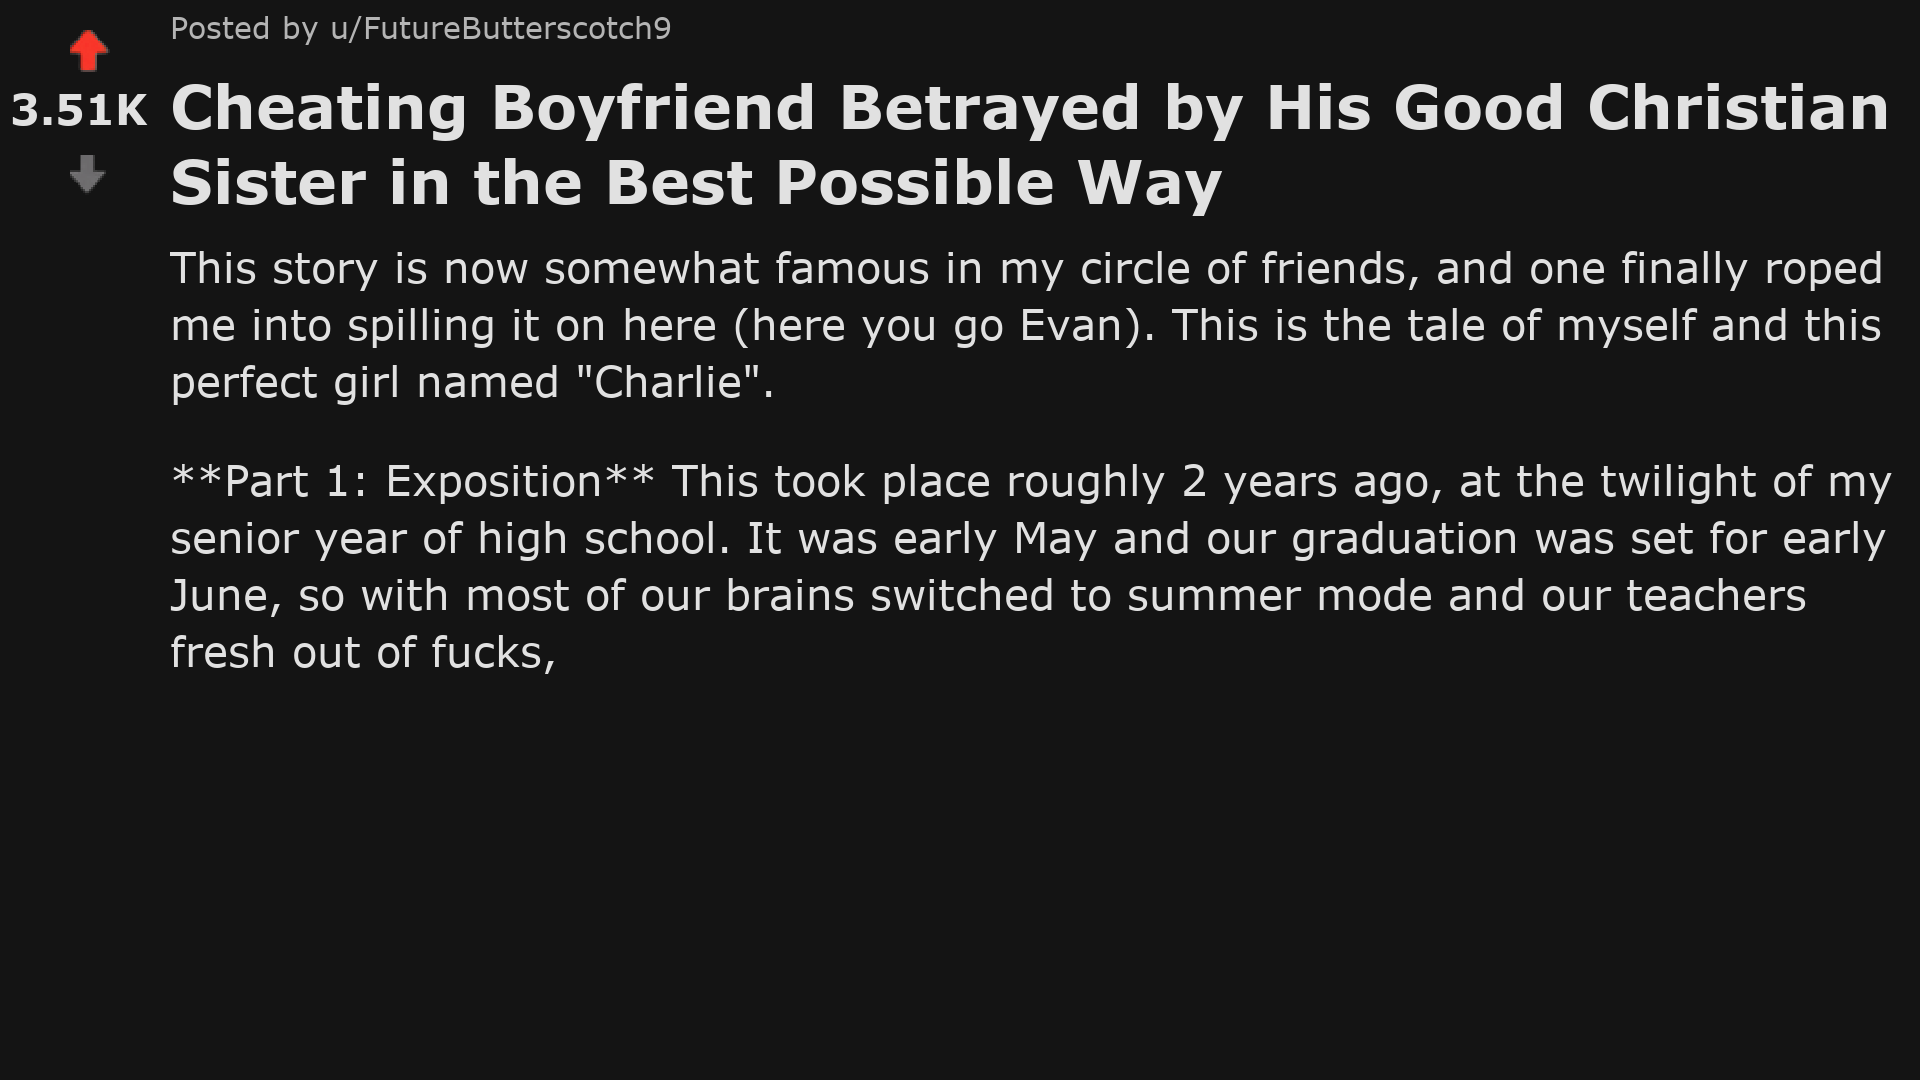 Posted by u/FutureButterscotch9
3.51K
Cheating Boyfriend Betrayed by His Good Christian
Sister in the Best Possible Way
This story is now somewhat famous in my circle of friends, and one finally roped
me into spilling it on here (here you go Evan). This is the tale of myself and this
perfect girl named "Charlie".
**Part 1: Exposition** This took place roughly 2 years ago, at the twilight of my
senior year of high school. It was early May and our graduation was set for early
June, so with most of our brains switched to summer mode and our teachers
fresh out of fucks,